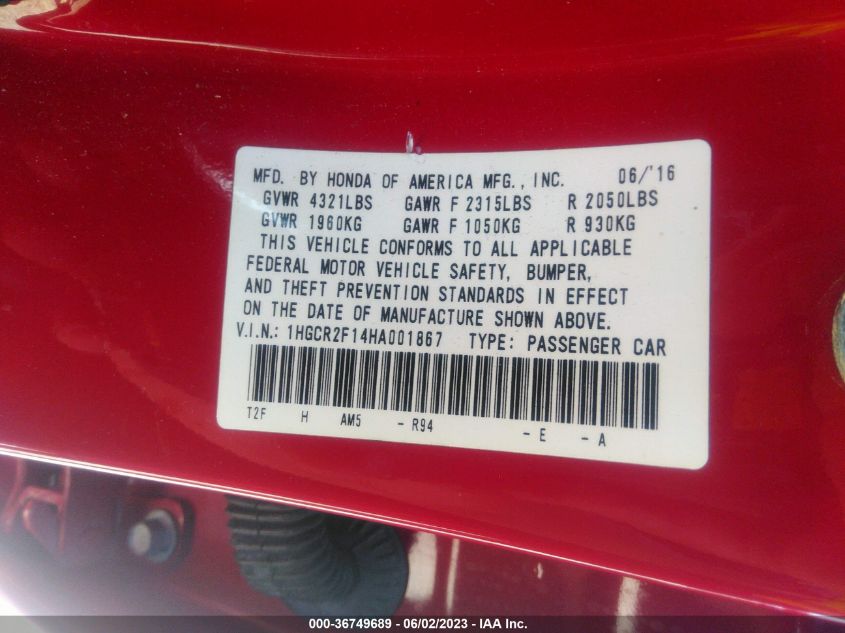 MFD. BY HONDA OF AMERICA MFG., INC. 06/'16
GVWR 4321LBS GAWR F 2315LBS R 2050LBS
GVWR 1960KG GAWR F 1050KG R 930KG
THIS VEHICLE CONFORMS TO ALL APPLICABLE
FEDERAL MOTOR VEHICLE SAFETY, BUMPER,
AND THEFT PREVENTION STANDARDS IN EFFECT
ON THE DATE OF MANUFACTURE SHOWN ABOVE.
V.I.N.: 1HGCR2F14HA001867 TYPE: PASSENGER CAR
T2F H AM5 - R94 - E - A
000-36749689 - 06/02/2023 - IAA Inc.